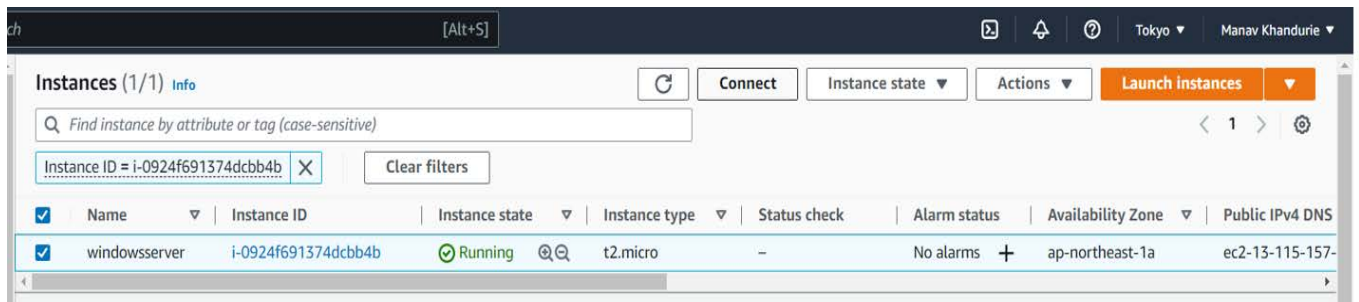 ch [Alt+S] Tokyo ▼ Manav Khandurie ▼
Instances (1/1) Info Connect Instance state ▼ Actions ▼ Launch instances ▼
Find instance by attribute or tag (case-sensitive) < 1 >
Instance ID = i-0924f691374dcbb4b X Clear filters
Name Instance ID Instance state Instance type Status check Alarm status Availability Zone Public IPv4 DNS
windowsserver i-0924f691374dcbb4b Running t2.micro – No alarms + ap-northeast-1a ec2-13-115-157-